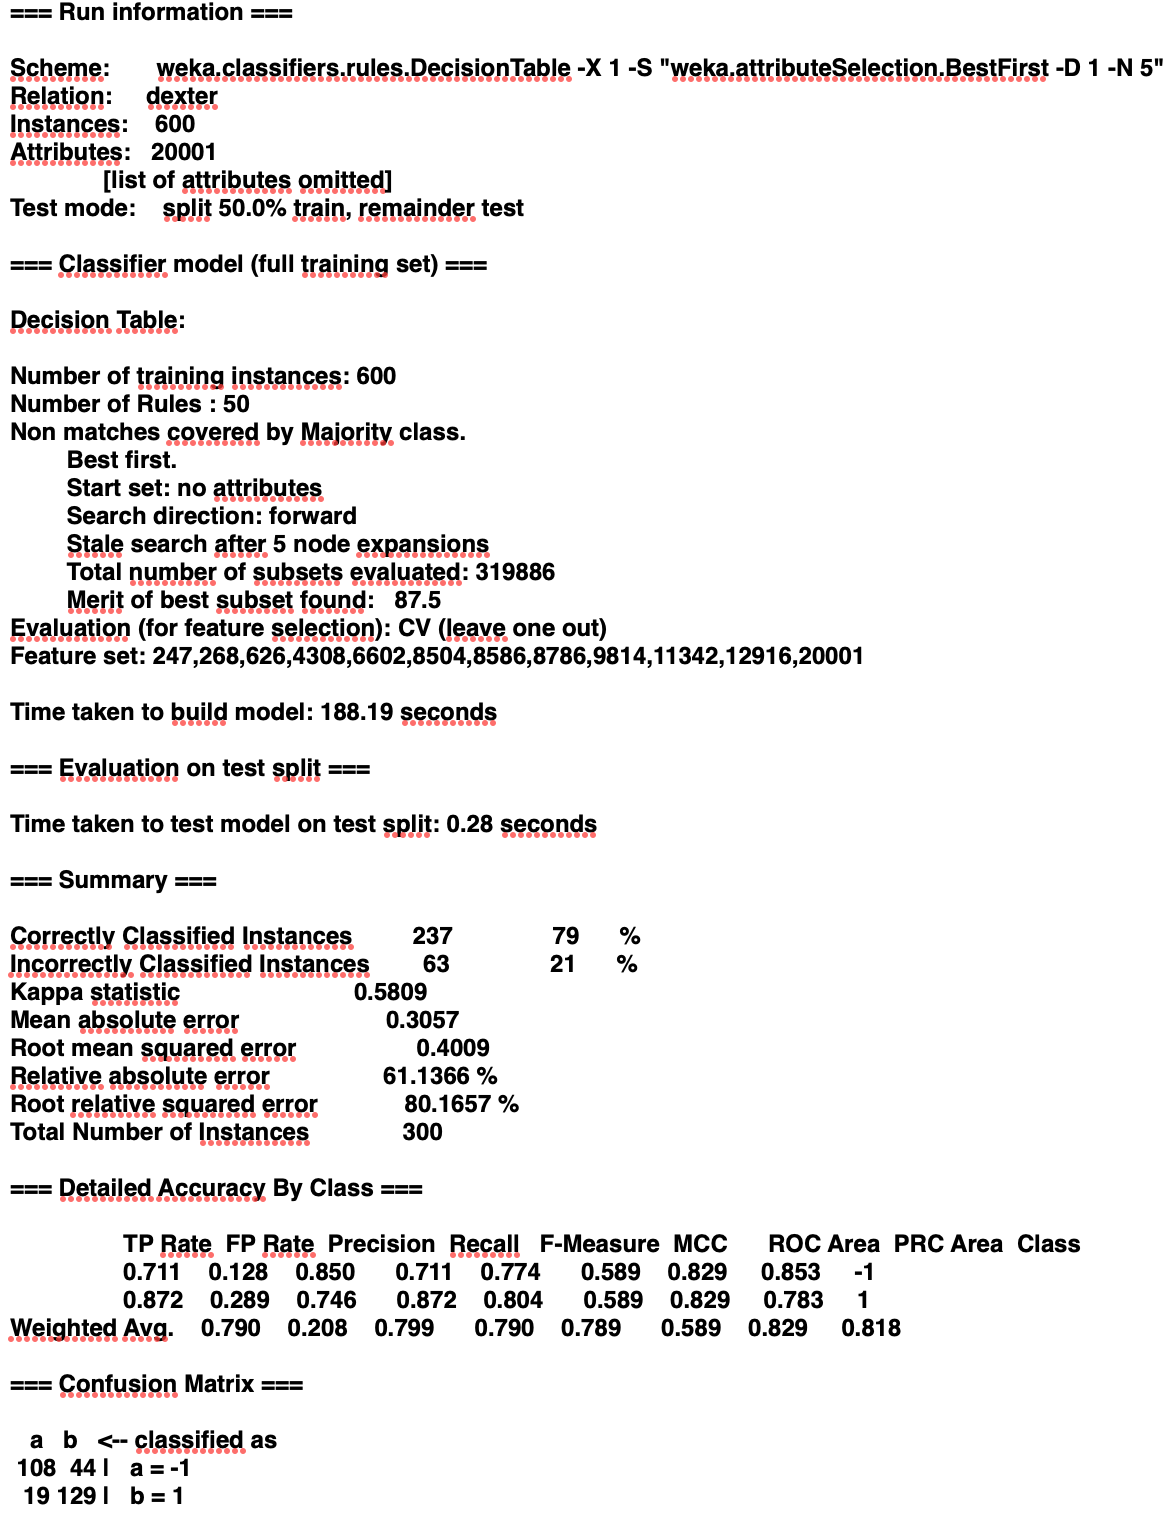 === Run information ===
Scheme: weka.classifiers.rules.DecisionTable -X 1 -S "weka.attributeSelection.BestFirst -D 1 -N 5"
Relation: dexter
Instances: 600
Attributes: 20001
[list of attributes omitted]
Test mode: split 50.0% train, remainder test
=== Classifier model (full training set) ===
Decision Table:
Number of training instances: 600
Number of Rules : 50
Non matches covered by Majority class.
Best first.
Start set: no attributes
Search direction: forward
Stale search after 5 node expansions
Total number of subsets evaluated: 319886
Merit of best subset found: 87.5
Evaluation (for feature selection): CV (leave one out)
Feature set: 247,268,626,4308,6602,8504,8586,8786,9814,11342,12916,20001
Time taken to build model: 188.19 seconds
=== Evaluation on test split ===
Time taken to test model on test split: 0.28 seconds
=== Summary ===
Correctly Classified Instances 237 79 %
Incorrectly Classified Instances 63 21 %
Kappa statistic 0.5809
Mean absolute error 0.3057
Root mean squared error 0.4009
Relative absolute error 61.1366 %
Root relative squared error 80.1657 %
Total Number of Instances 300
=== Detailed Accuracy By Class ===
TP Rate FP Rate Precision Recall F-Measure MCC ROC Area PRC Area Class
0.711 0.128 0.850 0.711 0.774 0.589 0.829 0.853 -1
0.872 0.289 0.746 0.872 0.804 0.589 0.829 0.783 1
Weighted Avg. 0.790 0.208 0.799 0.790 0.789 0.589 0.829 0.818
=== Confusion Matrix ===
a b <-- classified as
108 44 | a = -1
19 129 | b = 1